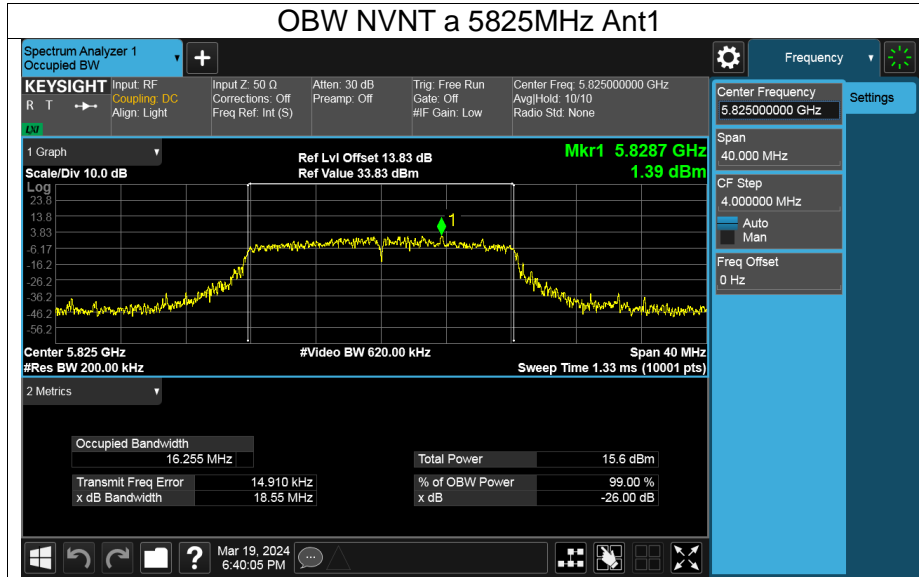 OBW NVNT a 5825MHz Ant1
Spectrum Analyzer 1
Occupied BW
+
Frequency
KEYSIGHT
R T
LXI
Input: RF
Coupling: DC
Align: Light
Input Z: 50 Ω
Corrections: Off
Freq Ref: Int (S)
Atten: 30 dB
Preamp: Off
Trig: Free Run
Gate: Off
#IF Gain: Low
Center Freq: 5.825000000 GHz
Avg|Hold: 10/10
Radio Std: None
Center Frequency
5.825000000 GHz
Settings
Span
40.000 MHz
CF Step
4.000000 MHz
Auto
Man
Freq Offset
0 Hz
1 Graph
Scale/Div 10.0 dB
Ref Lvl Offset 13.83 dB
Ref Value 33.83 dBm
Mkr1 5.8287 GHz
1.39 dBm
Log
23.8
13.8
3.83
-6.17
-16.2
-26.2
-36.2
-46.2
-56.2
1
Center 5.825 GHz
#Res BW 200.00 kHz
#Video BW 620.00 kHz
Span 40 MHz
Sweep Time 1.33 ms (10001 pts)
2 Metrics
Occupied Bandwidth
16.255 MHz
Transmit Freq Error 14.910 kHz
x dB Bandwidth 18.55 MHz
Total Power 15.6 dBm
% of OBW Power 99.00 %
x dB -26.00 dB
?
Mar 19, 2024
6:40:05 PM